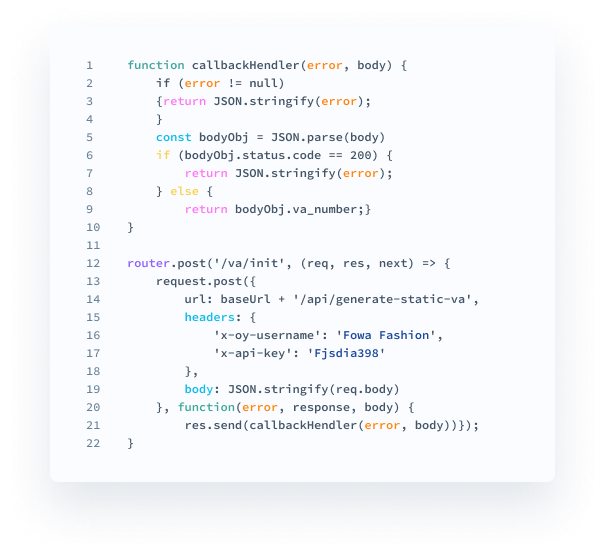 1 function callbackHendler(error, body) {
2 if (error != null)
3 {return JSON.stringify(error);
4 }
5 const bodyObj = JSON.parse(body)
6 if (bodyObj.status.code == 200) {
7 return JSON.stringify(error);
8 } else {
9 return bodyObj.va_number;}
10 }
11
12 router.post('/va/init', (req, res, next) => {
13 request.post({
14 url: baseUrl + '/api/generate-static-va',
15 headers: {
16 'x-oy-username': 'Fowa Fashion',
17 'x-api-key': 'Fjsdia398'
18 },
19 body: JSON.stringify(req.body)
20 }, function(error, response, body) {
21 res.send(callbackHendler(error, body))});
22 }